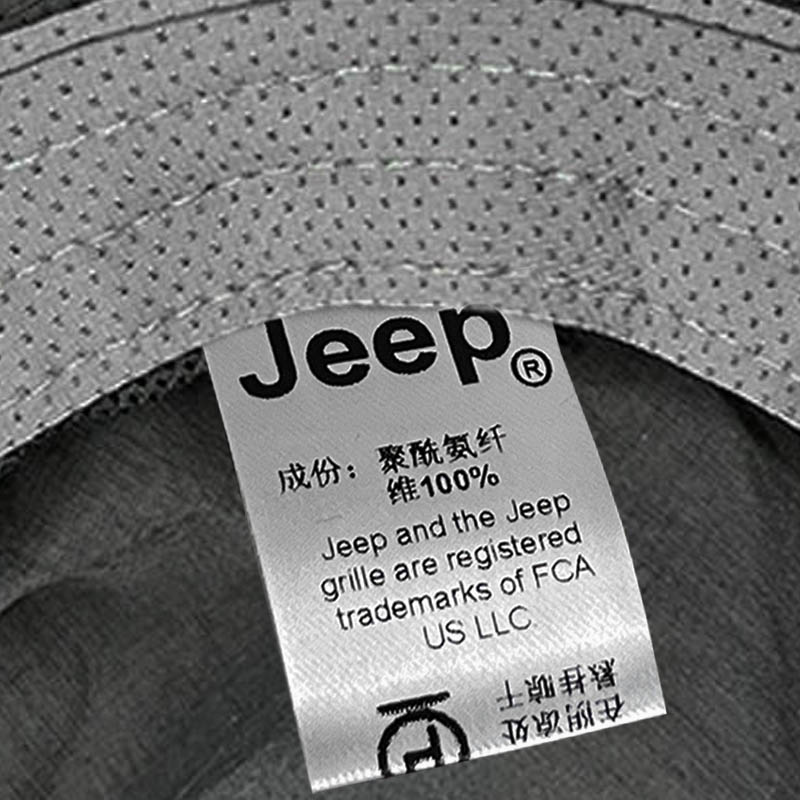 Jeep®
成份：聚酰氨纤
维100%
Jeep and the Jeep
grille are registered
trademarks of FCA
US LLC
在阴凉处
悬挂晾干